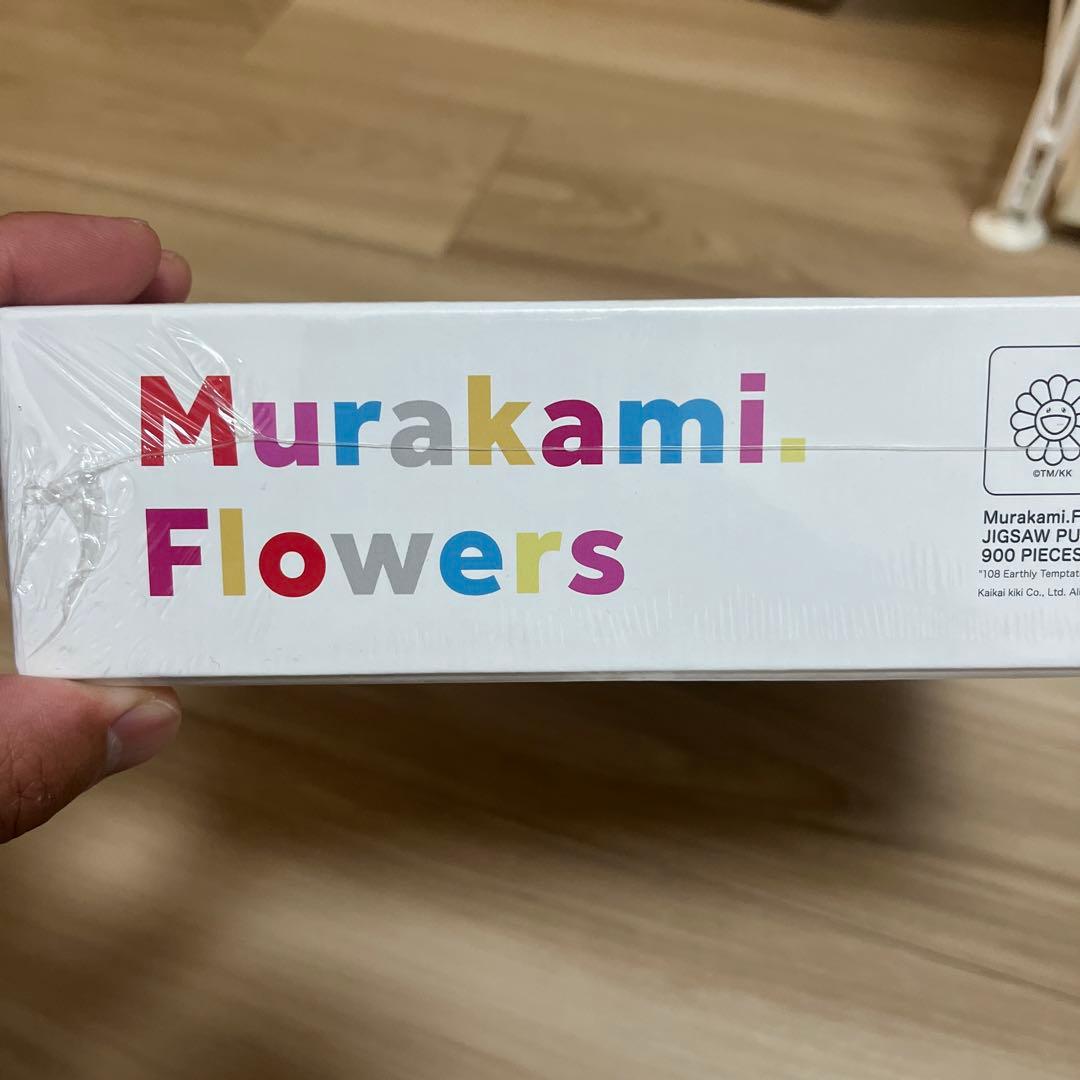 Murakami.
Flowers
©TM/KK
Murakami.F
JIGSAW PU
900 PIECES
"108 Earthly Temptat
Kaikai kiki Co., Ltd. Al